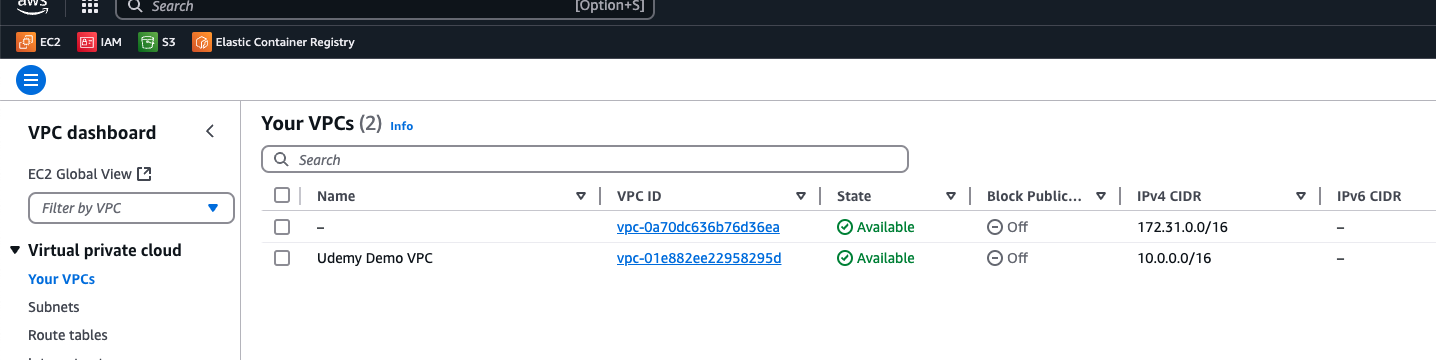 aws
Search [Option+S]
EC2 IAM S3 Elastic Container Registry
VPC dashboard
EC2 Global View
Filter by VPC
Virtual private cloud
Your VPCs
Subnets
Route tables
Your VPCs (2) Info
Search
Name VPC ID State Block Public... IPv4 CIDR IPv6 CIDR
– vpc-0a70dc636b76d36ea Available Off 172.31.0.0/16 –
Udemy Demo VPC vpc-01e882ee22958295d Available Off 10.0.0.0/16 –